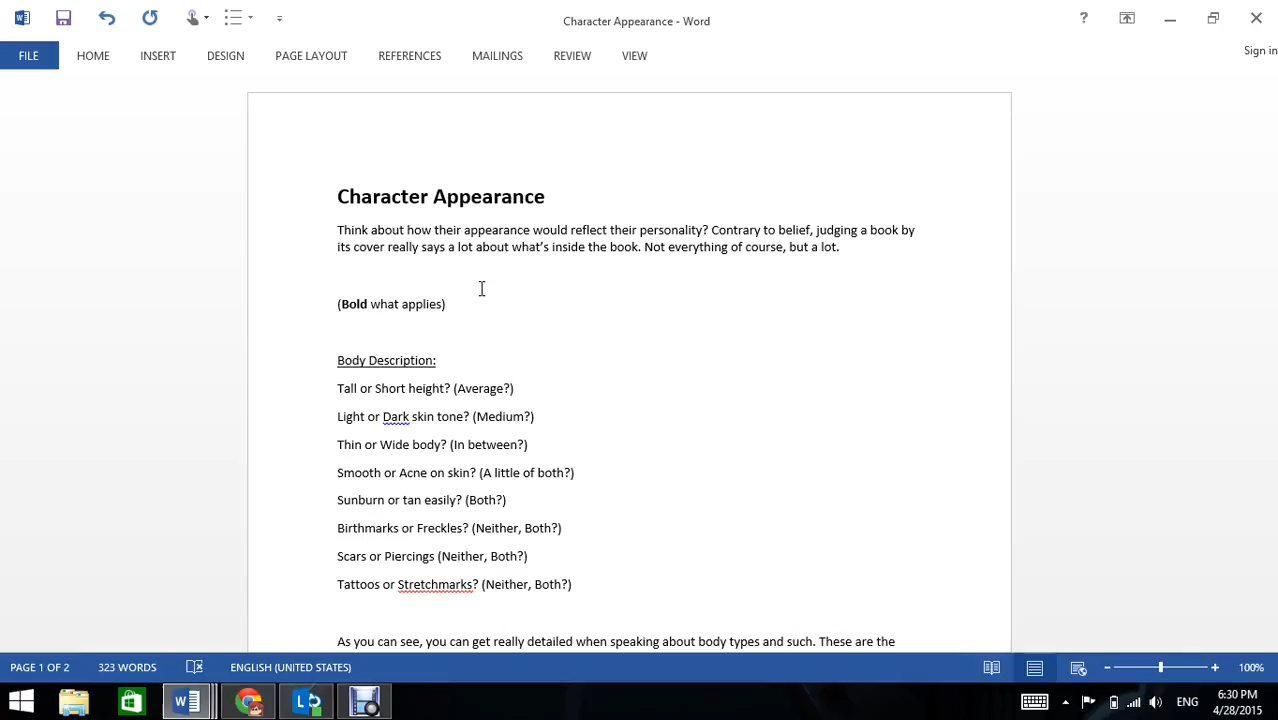 Character Appearance - Word
?
FILE
HOME
INSERT
DESIGN
PAGE LAYOUT
REFERENCES
MAILINGS
REVIEW
VIEW
Sign in
Character Appearance
Think about how their appearance would reflect their personality? Contrary to belief, judging a book by
its cover really says a lot about what’s inside the book. Not everything of course, but a lot.
(Bold what applies)
Body Description:
Tall or Short height? (Average?)
Light or Dark skin tone? (Medium?)
Thin or Wide body? (In between?)
Smooth or Acne on skin? (A little of both?)
Sunburn or tan easily? (Both?)
Birthmarks or Freckles? (Neither, Both?)
Scars or Piercings (Neither, Both?)
Tattoos or Stretchmarks? (Neither, Both?)
As you can see, you can get really detailed when speaking about body types and such. These are the
PAGE 1 OF 2
323 WORDS
ENGLISH (UNITED STATES)
100%
ENG
6:30 PM
4/28/2015